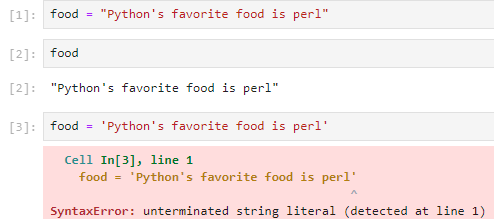 [1]: food = "Python's favorite food is perl"
[2]: food
[2]: "Python's favorite food is perl"
[3]: food = 'Python's favorite food is perl'
Cell In[3], line 1
food = 'Python's favorite food is perl'
^
SyntaxError: unterminated string literal (detected at line 1)